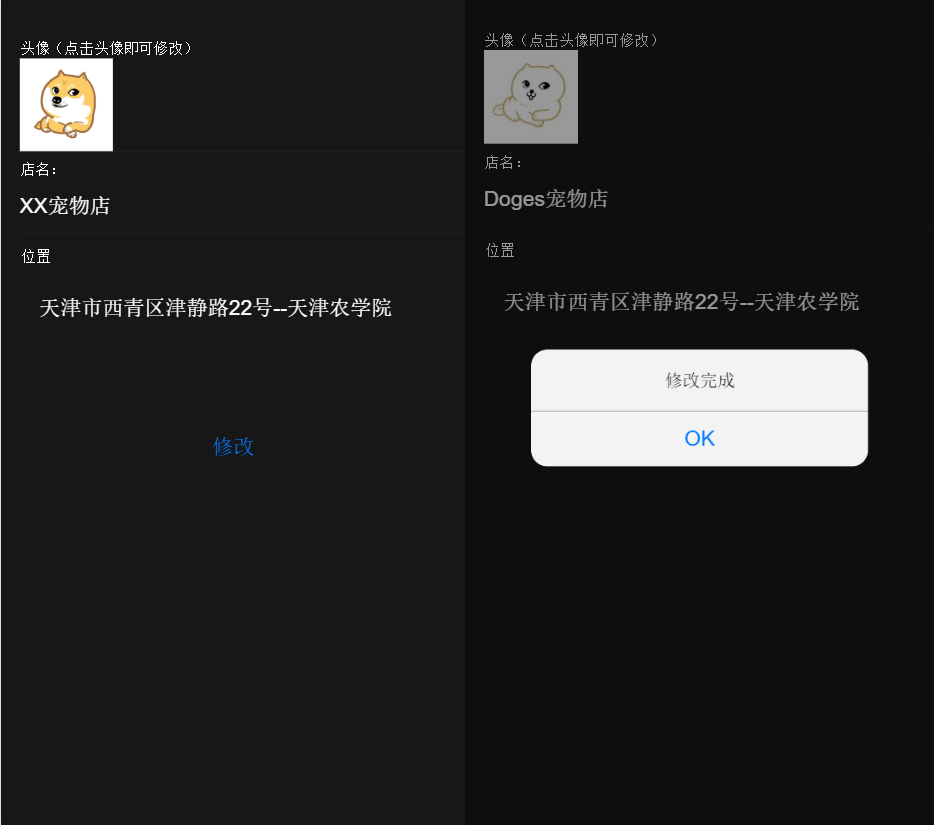 头像（点击头像即可修改）
店名：
XX宠物店
位置
天津市西青区津静路22号--天津农学院
修改
头像（点击头像即可修改）
店名：
Doges宠物店
位置
天津市西青区津静路22号--天津农学院
修改完成
OK